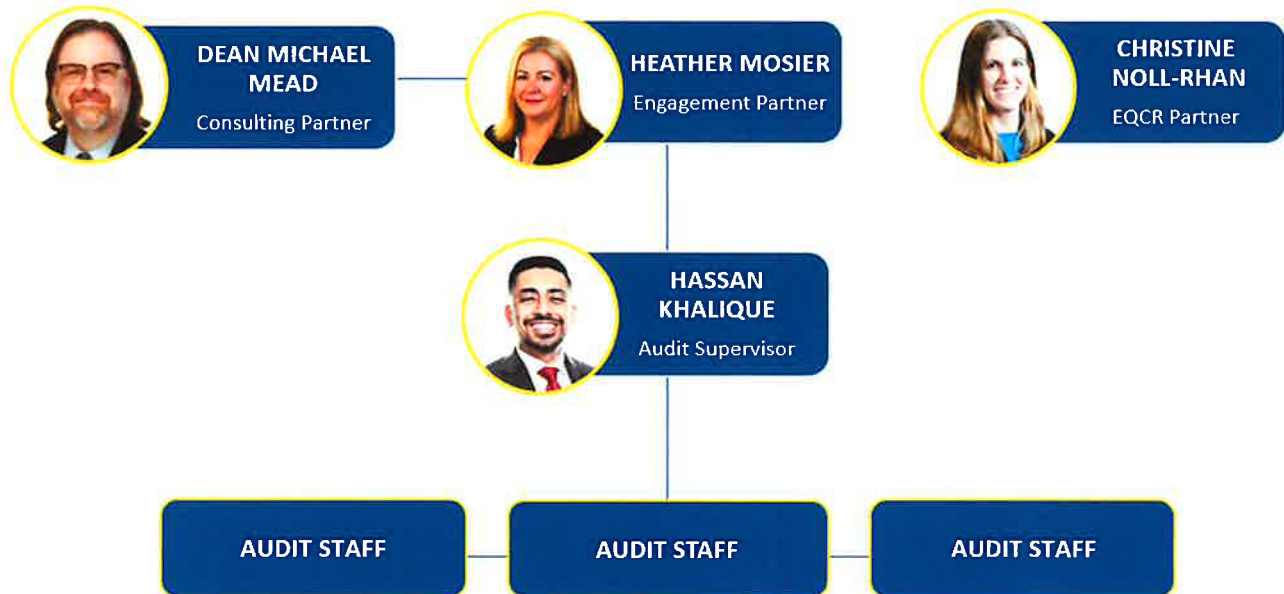 DEAN MICHAEL
MEAD
Consulting Partner
HEATHER MOSIER
Engagement Partner
CHRISTINE
NOLL-RHAN
EQCR Partner
HASSAN
KHALIQUE
Audit Supervisor
AUDIT STAFF
AUDIT STAFF
AUDIT STAFF